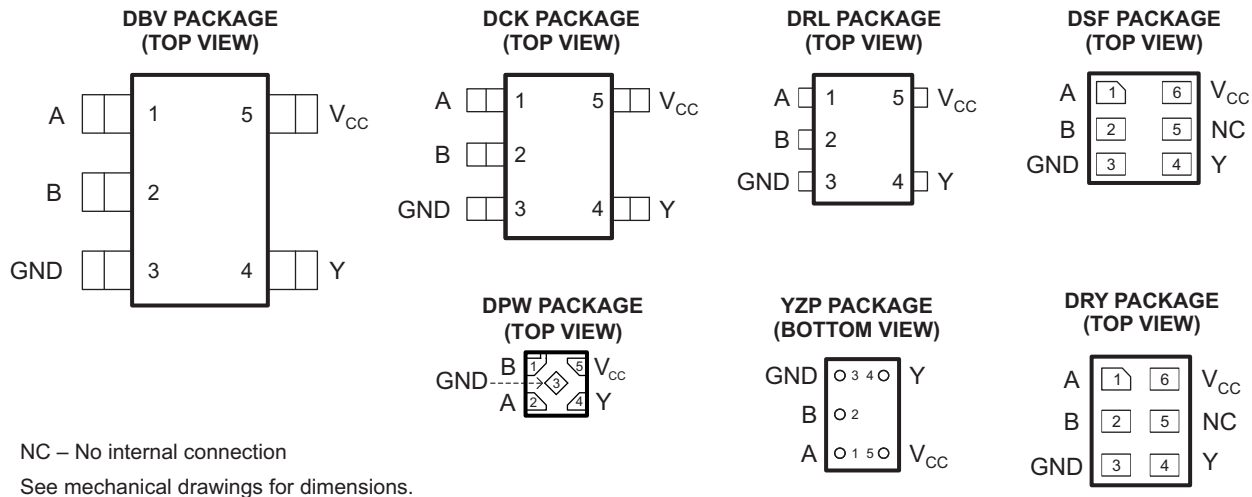 DBV PACKAGE
(TOP VIEW)
A 1 5 VCC
B 2
GND 3 4 Y
DCK PACKAGE
(TOP VIEW)
A 1 5 VCC
B 2
GND 3 4 Y
DRL PACKAGE
(TOP VIEW)
A 1 5 VCC
B 2
GND 3 4 Y
DSF PACKAGE
(TOP VIEW)
A 1 6 VCC
B 2 5 NC
GND 3 4 Y
DPW PACKAGE
(TOP VIEW)
B 1 5 VCC
GND 3
A 2 4 Y
YZP PACKAGE
(BOTTOM VIEW)
GND 3 4 Y
B 2
A 1 5 VCC
DRY PACKAGE
(TOP VIEW)
A 1 6 VCC
B 2 5 NC
GND 3 4 Y
NC – No internal connection
See mechanical drawings for dimensions.